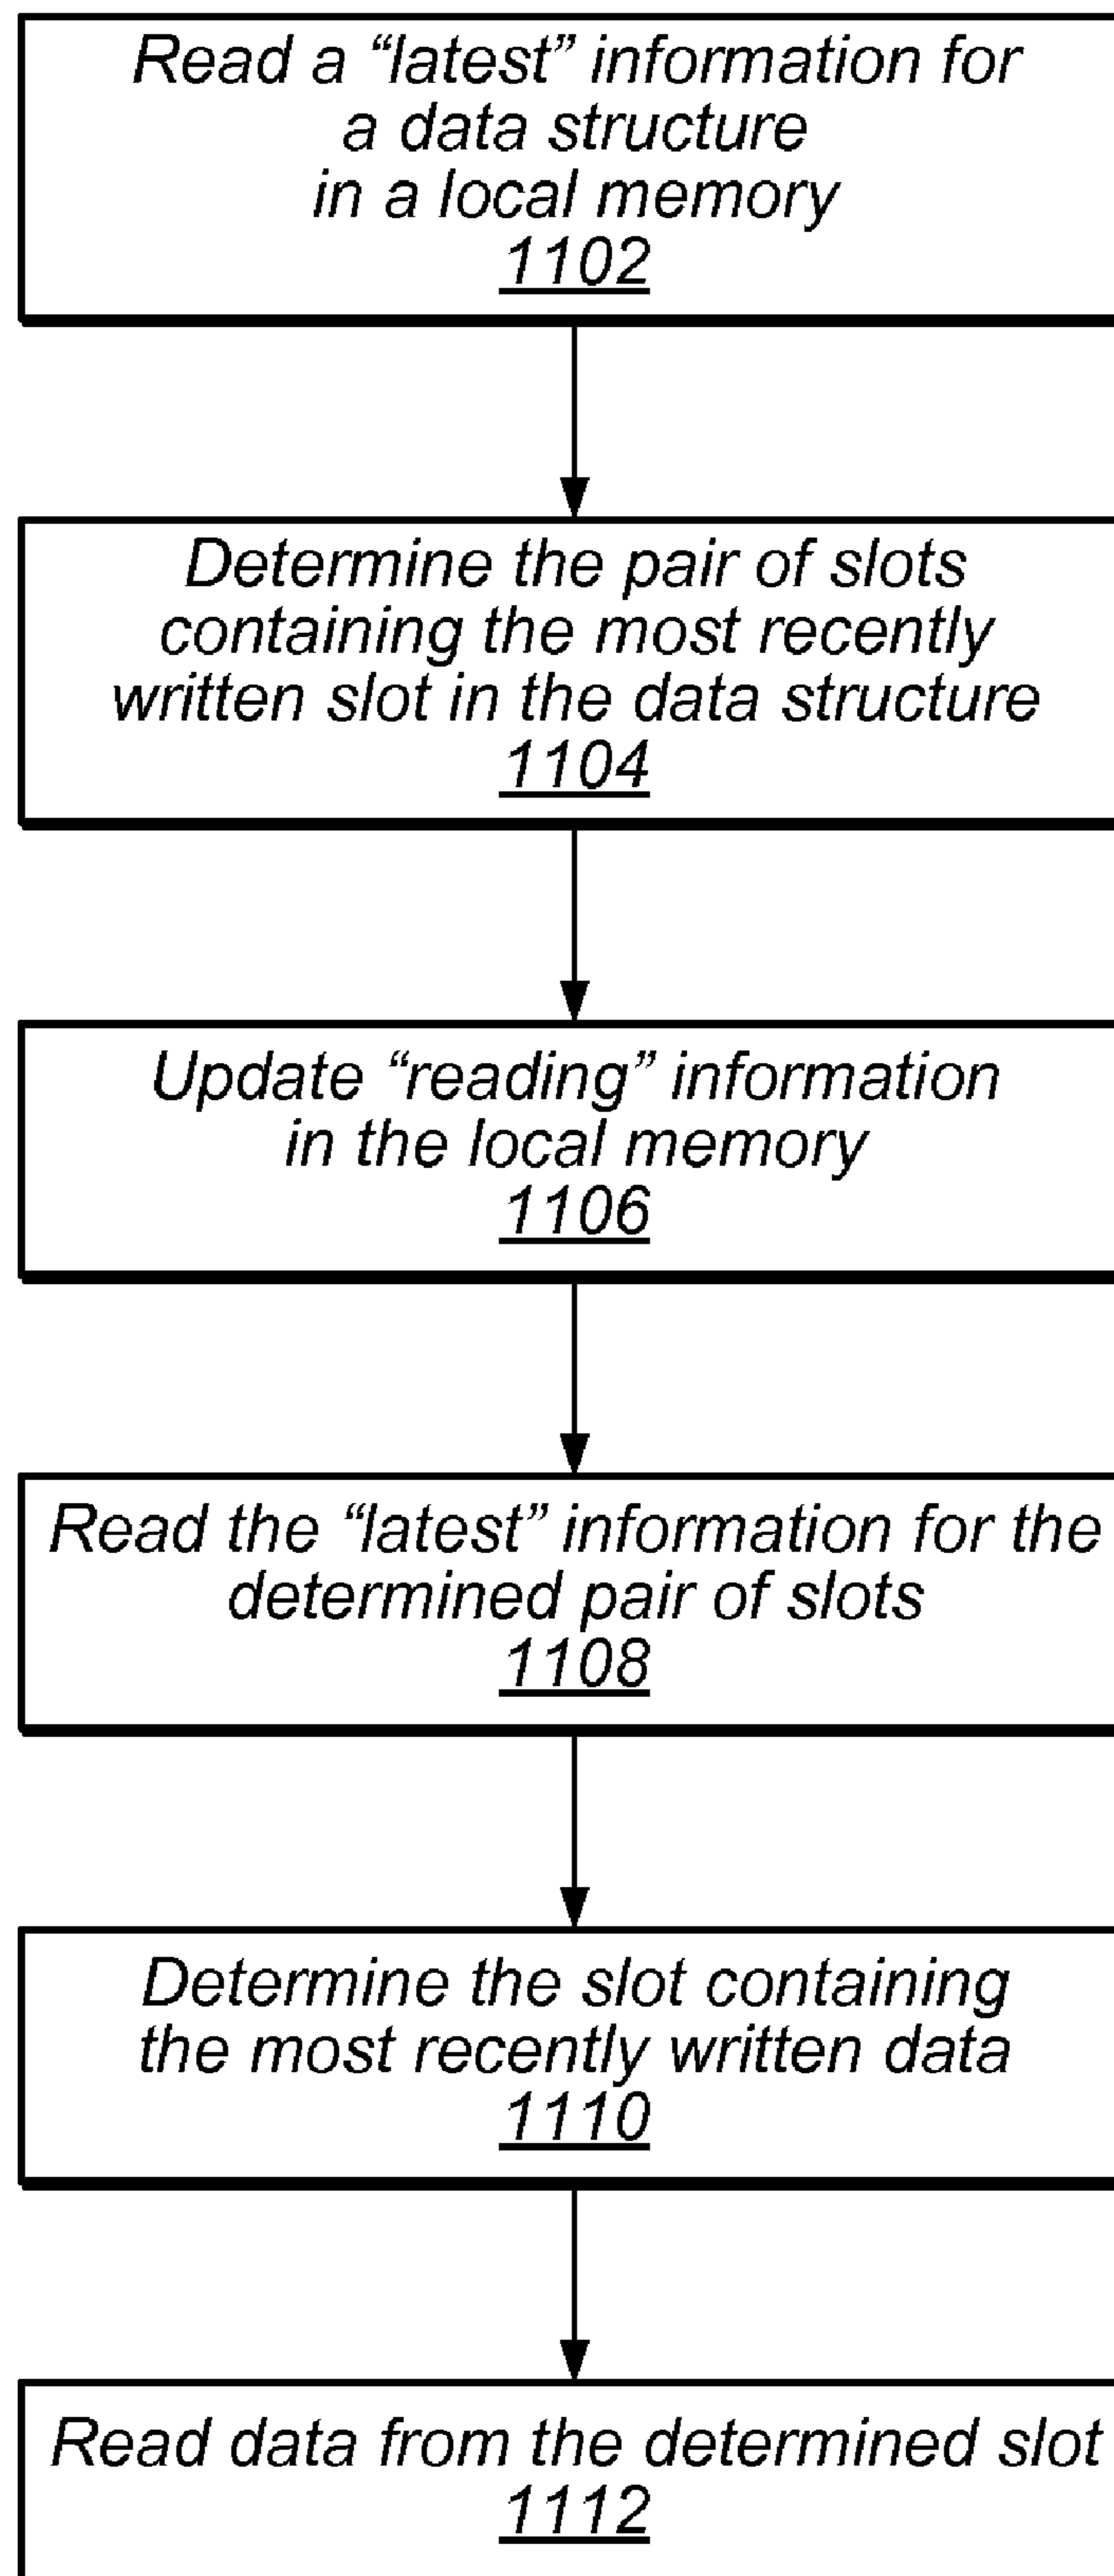 Read a “latest” information for
a data structure
in a local memory
1102
Determine the pair of slots
containing the most recently
written slot in the data structure
1104
Update “reading” information
in the local memory
1106
Read the “latest” information for the
determined pair of slots
1108
Determine the slot containing
the most recently written data
1110
Read data from the determined slot
1112